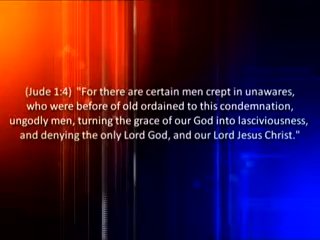 (Jude 1:4)  "For there are certain men crept in unawares,
who were before of old ordained to this condemnation,
ungodly men, turning the grace of our God into lasciviousness,
and denying the only Lord God, and our Lord Jesus Christ."